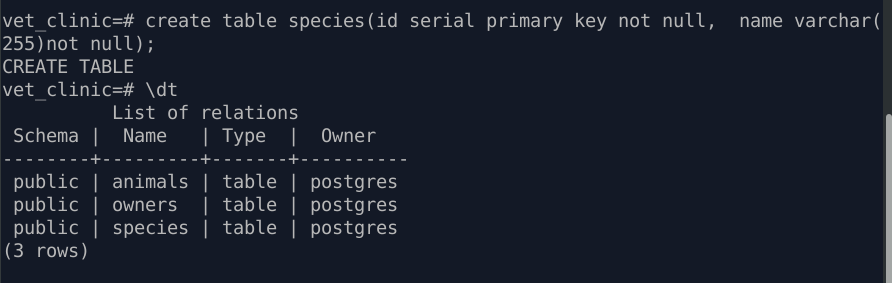 vet_clinic=# create table species(id serial primary key not null,  name varchar(
255)not null);
CREATE TABLE
vet_clinic=# \dt
          List of relations
 Schema |  Name   | Type  |  Owner
--------+---------+-------+----------
 public | animals | table | postgres
 public | owners  | table | postgres
 public | species | table | postgres
(3 rows)